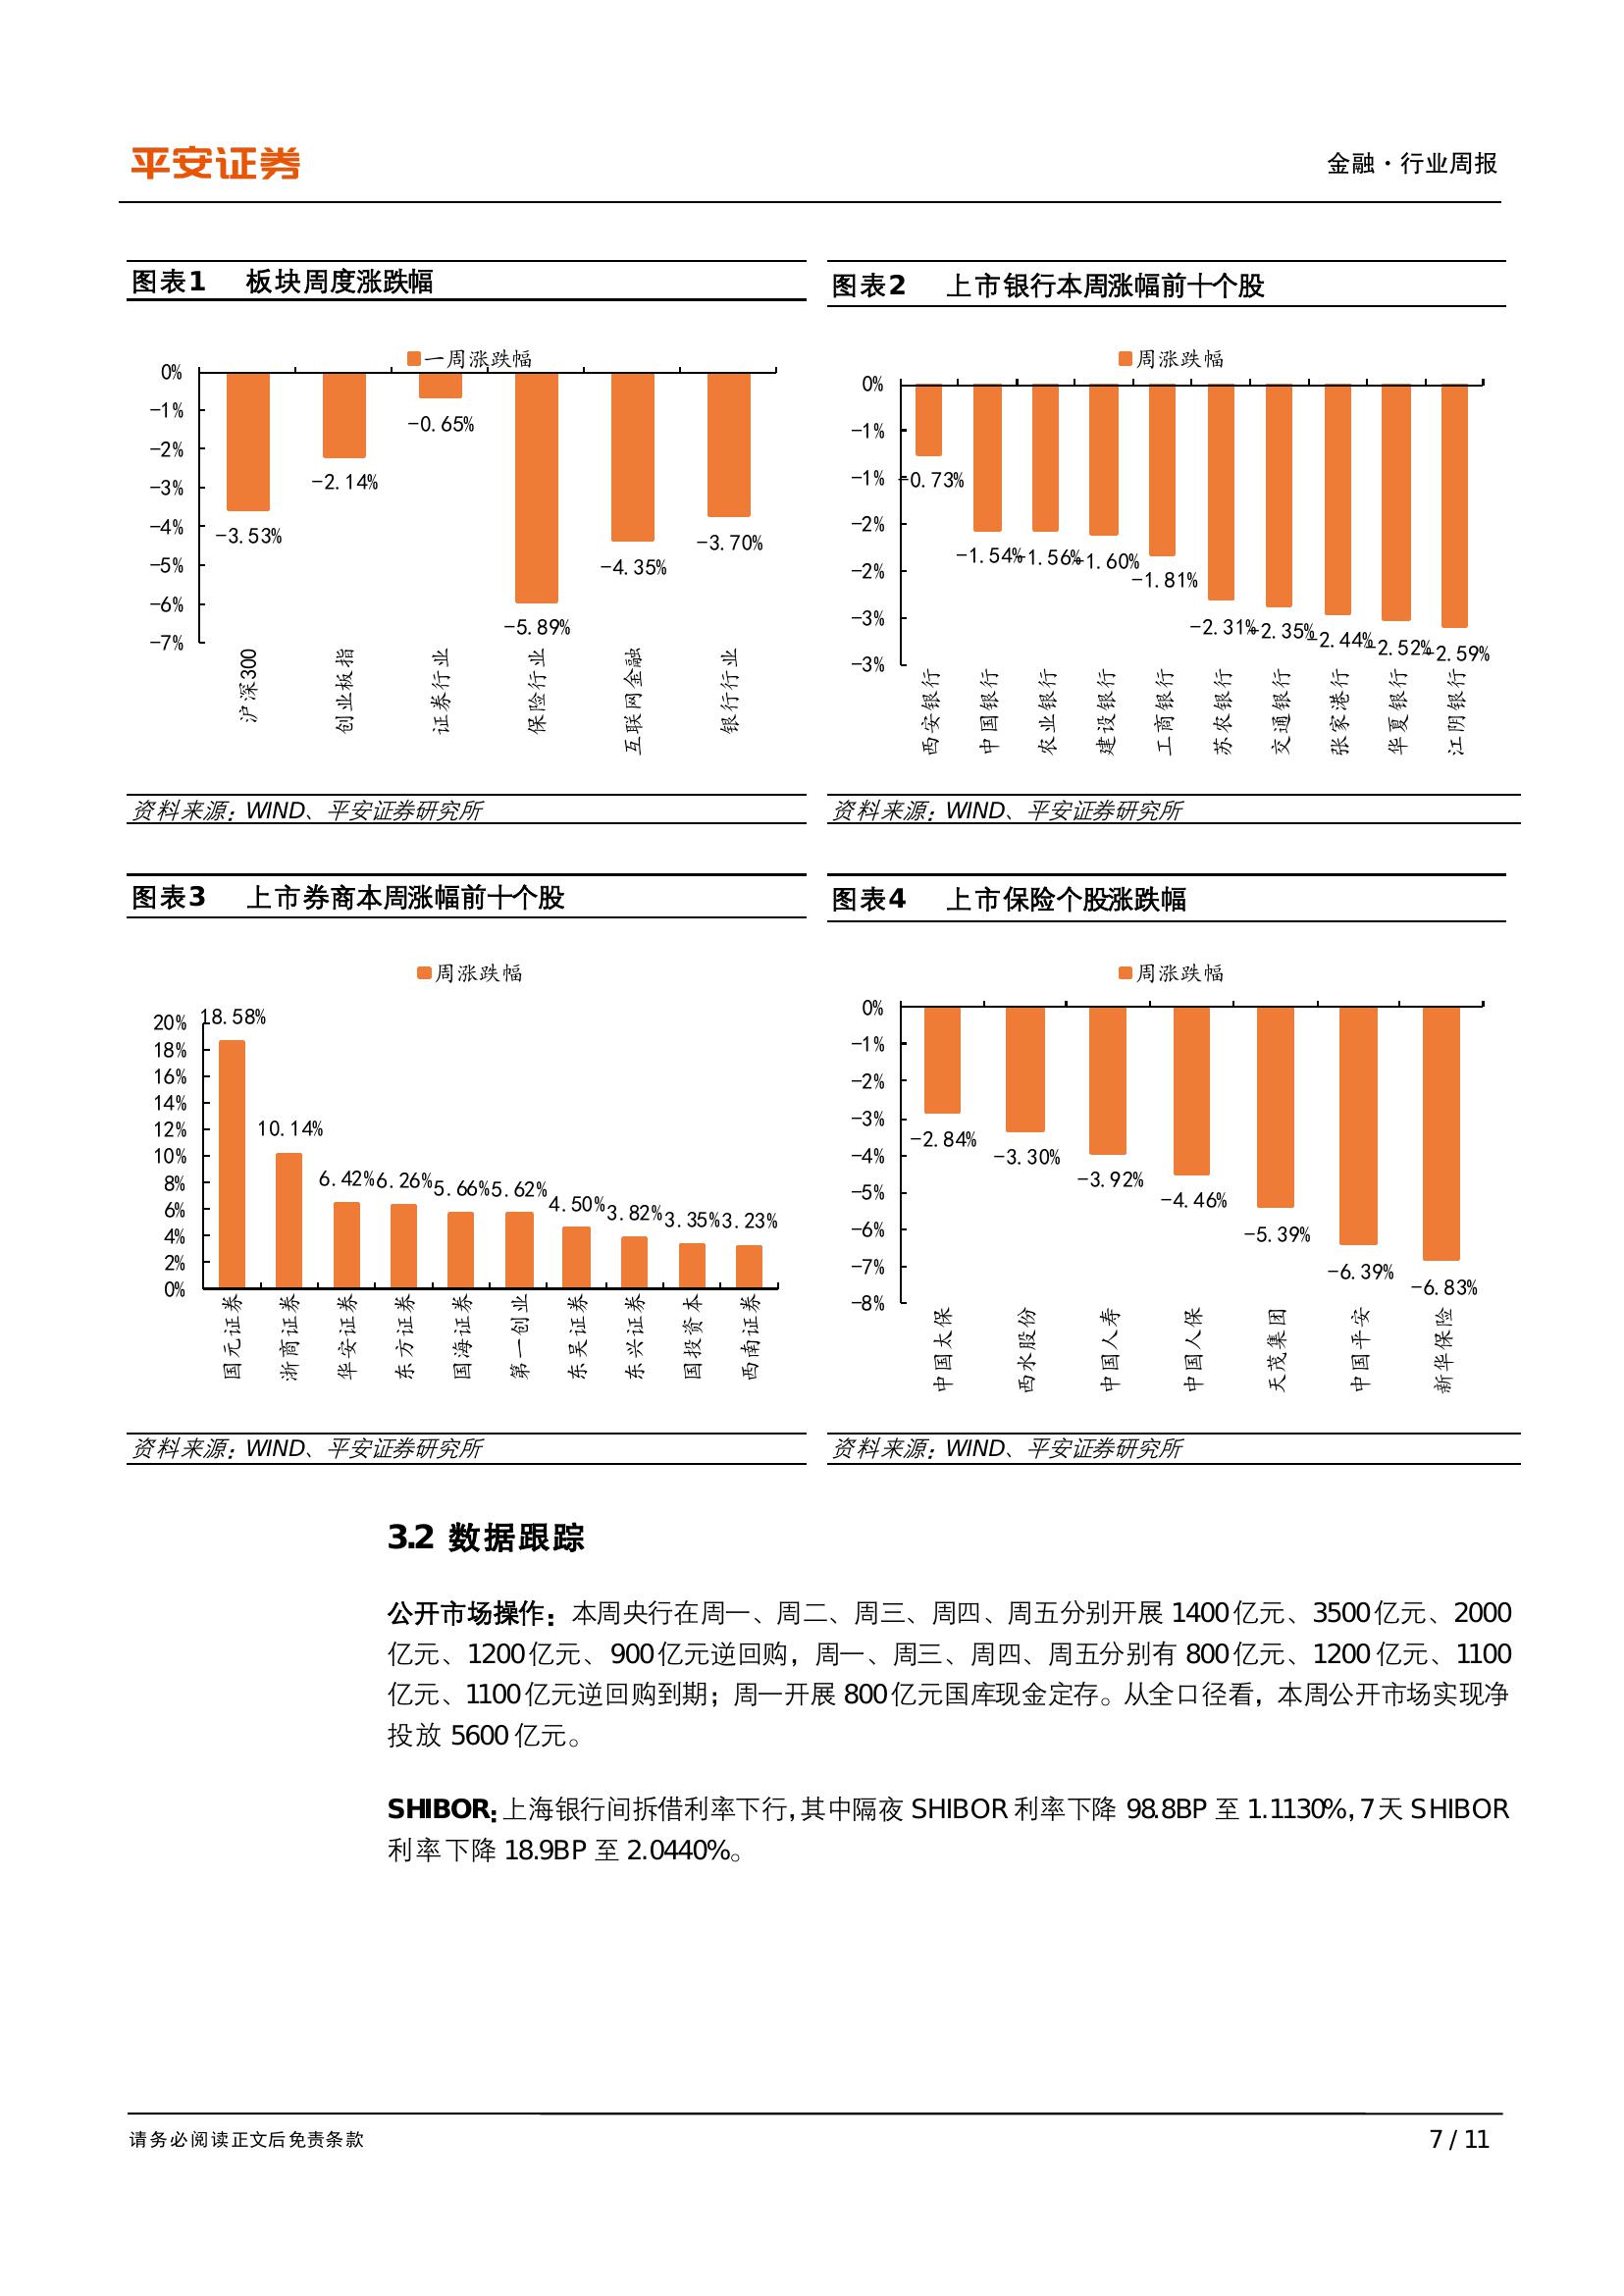 平安证券
金融·行业周报
图表1 板块周度涨跌幅
一周涨跌幅
0%
-1%
-2%
-3%
-4%
-5%
-6%
-7%
-3.53%
-2.14%
-0.65%
-5.89%
-4.35%
-3.70%
沪深300
创业板指
证券行业
保险行业
互联网金融
银行行业
资料来源：WIND、平安证券研究所
图表2 上市银行本周涨幅前十个股
周涨跌幅
0%
-1%
-1%
-2%
-2%
-3%
-3%
-0.73%
-1.54%
-1.56%
-1.60%
-1.81%
-2.31%
-2.35%
-2.44%
-2.52%
-2.59%
西安银行
中国银行
农业银行
建设银行
工商银行
苏农银行
交通银行
张家港行
华夏银行
江阴银行
资料来源：WIND、平安证券研究所
图表3 上市券商本周涨幅前十个股
周涨跌幅
20%
18%
16%
14%
12%
10%
8%
6%
4%
2%
0%
18.58%
10.14%
6.42%
6.26%
5.66%
5.62%
4.50%
3.82%
3.35%
3.23%
国元证券
浙商证券
华安证券
东方证券
国海证券
第一创业
东吴证券
东兴证券
国投资本
西南证券
资料来源：WIND、平安证券研究所
图表4 上市保险个股涨跌幅
周涨跌幅
0%
-1%
-2%
-3%
-4%
-5%
-6%
-7%
-8%
-2.84%
-3.30%
-3.92%
-4.46%
-5.39%
-6.39%
-6.83%
中国太保
西水股份
中国人寿
中国人保
天茂集团
中国平安
新华保险
资料来源：WIND、平安证券研究所
3.2 数据跟踪
公开市场操作：本周央行在周一、周二、周三、周四、周五分别开展 1400亿元、3500亿元、2000
亿元、1200亿元、900亿元逆回购，周一、周三、周四、周五分别有 800亿元、1200亿元、1100
亿元、1100亿元逆回购到期；周一开展 800亿元国库现金定存。从全口径看，本周公开市场实现净
投放 5600亿元。
SHIBOR：上海银行间拆借利率下行，其中隔夜 SHIBOR利率下降 98.8BP 至 1.1130%，7天 SHIBOR
利率下降 18.9BP 至 2.0440%。
请务必阅读正文后免责条款
7 / 11